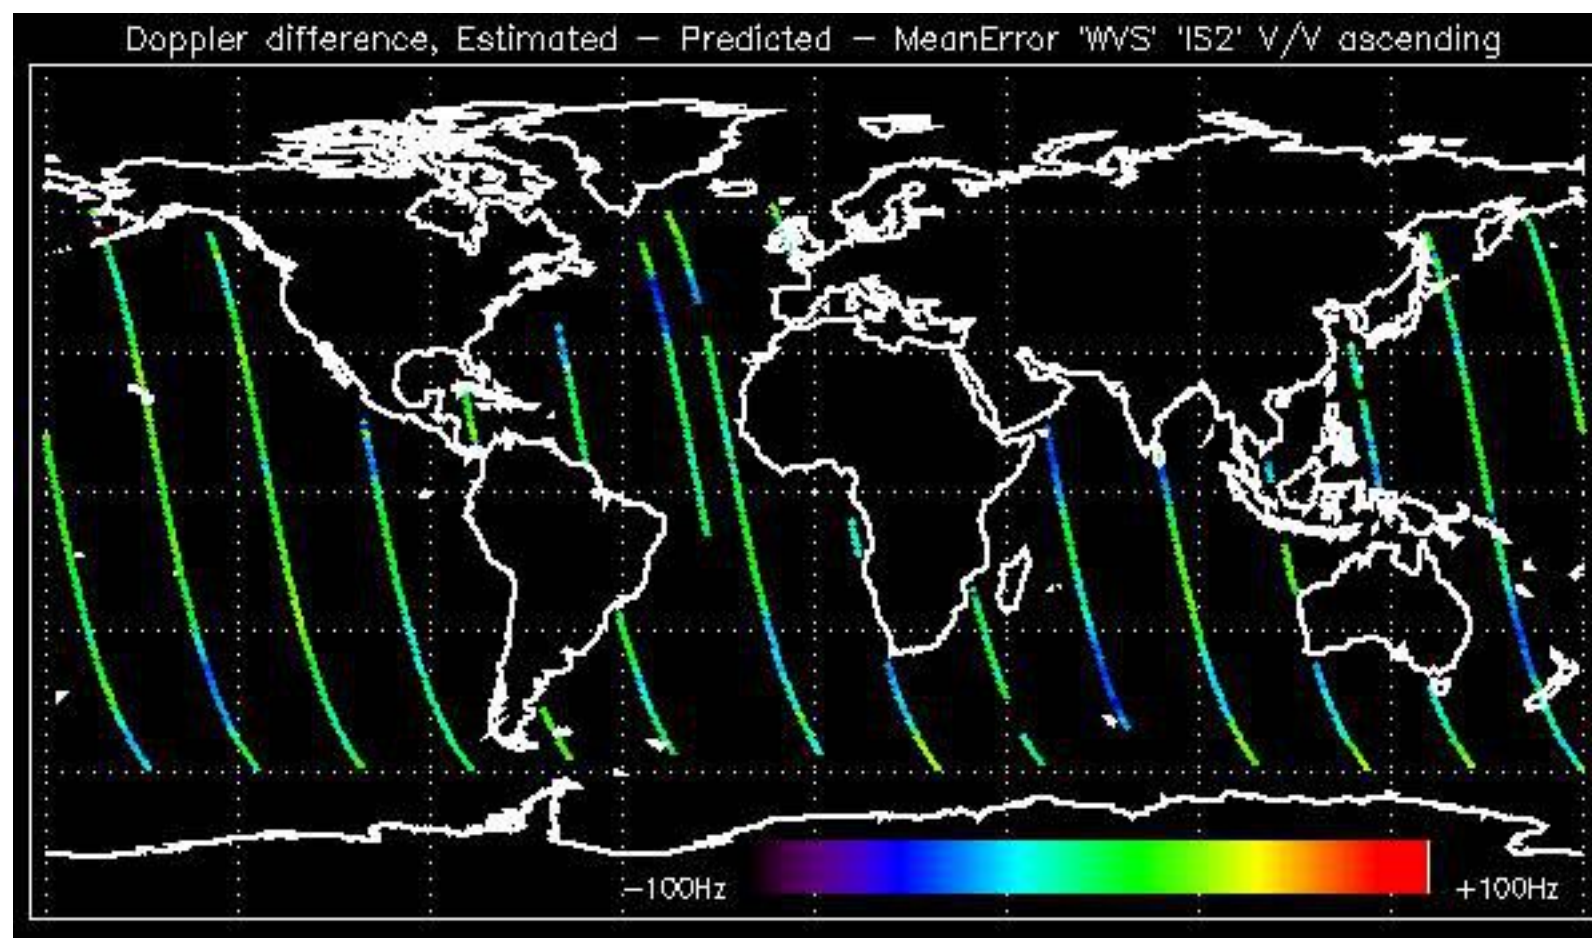 Doppler difference, Estimated – Predicted – MeanError 'WVS' 'IS2' V/V ascending
–100Hz +100Hz